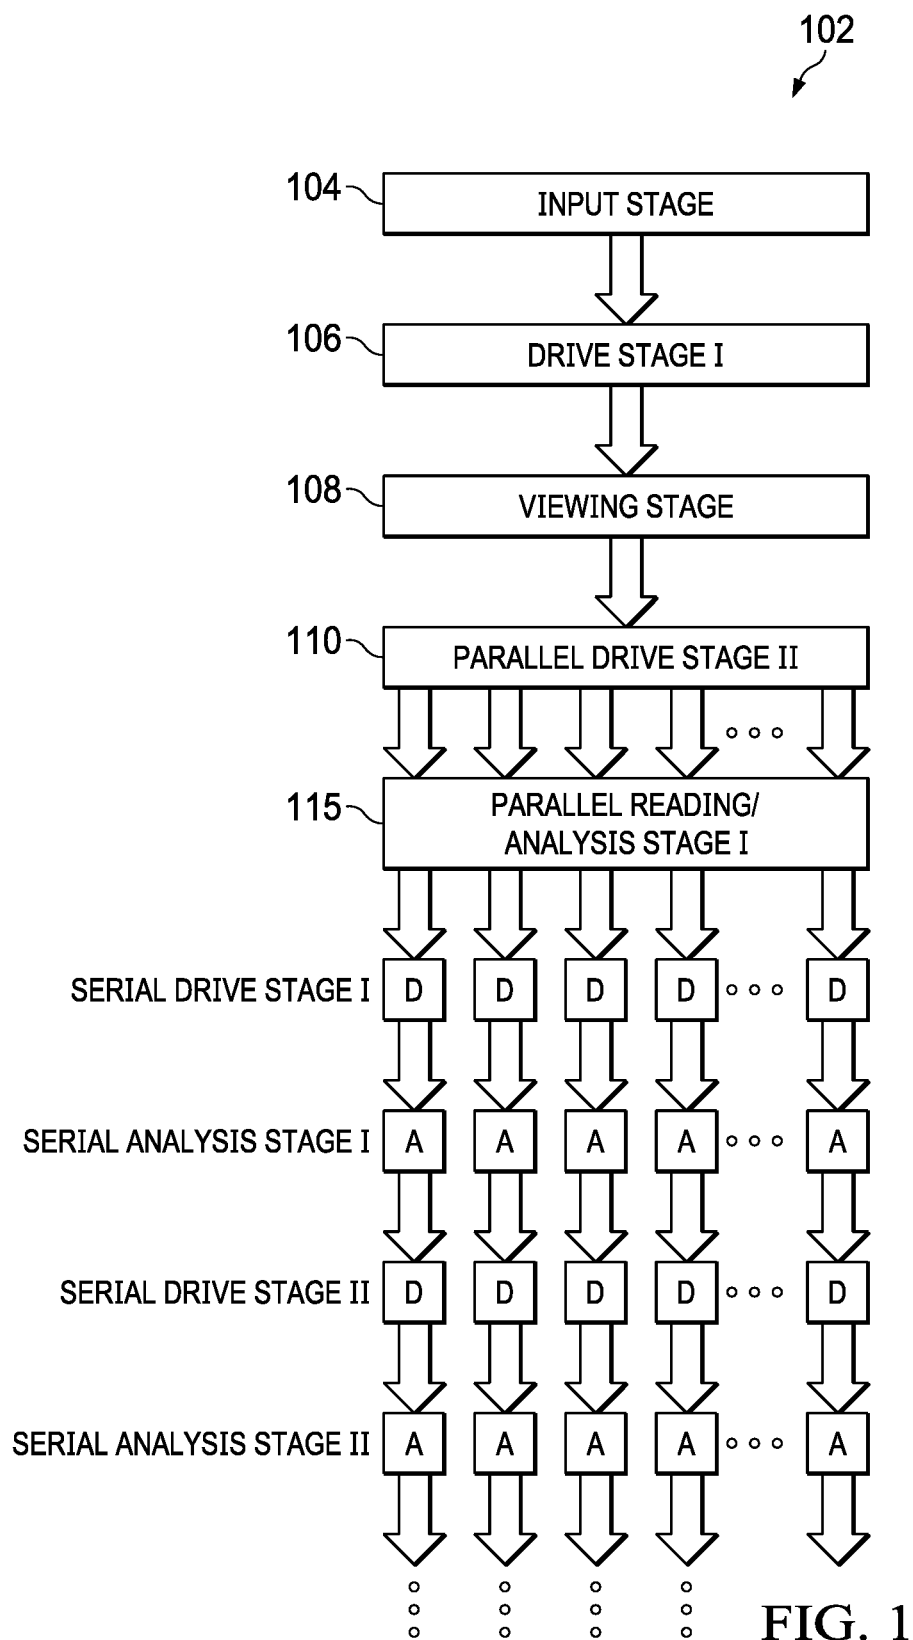 102
104 INPUT STAGE
106 DRIVE STAGE I
108 VIEWING STAGE
110 PARALLEL DRIVE STAGE II
115 PARALLEL READING/
ANALYSIS STAGE I
SERIAL DRIVE STAGE I D D D D D
SERIAL ANALYSIS STAGE I A A A A A
SERIAL DRIVE STAGE II D D D D D
SERIAL ANALYSIS STAGE II A A A A A
FIG. 1